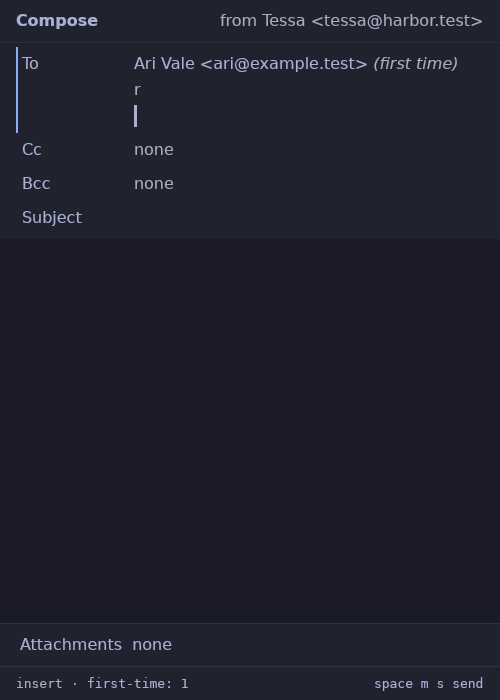 Compose from Tessa <tessa@harbor.test>
To Ari Vale <ari@example.test> (first time)
r
Cc none
Bcc none
Subject
Attachments none
insert · first-time: 1 space m s send